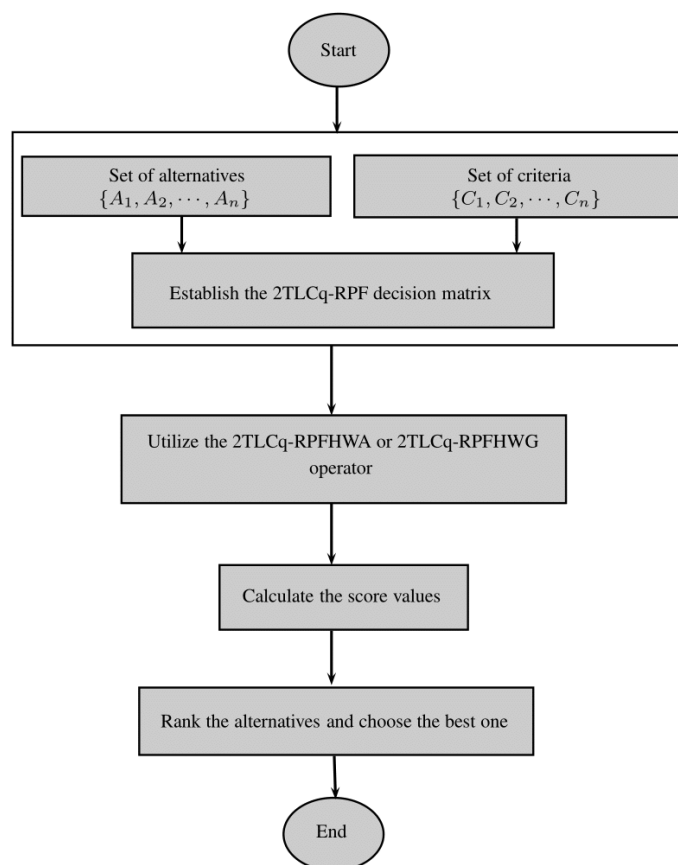 Start
Set of alternatives
{A₁, A₂, ⋯, Aₙ}
Set of criteria
{C₁, C₂, ⋯, Cₙ}
Establish the 2TLCq-RPF decision matrix
Utilize the 2TLCq-RPFHWA or 2TLCq-RPFHWG
operator
Calculate the score values
Rank the alternatives and choose the best one
End